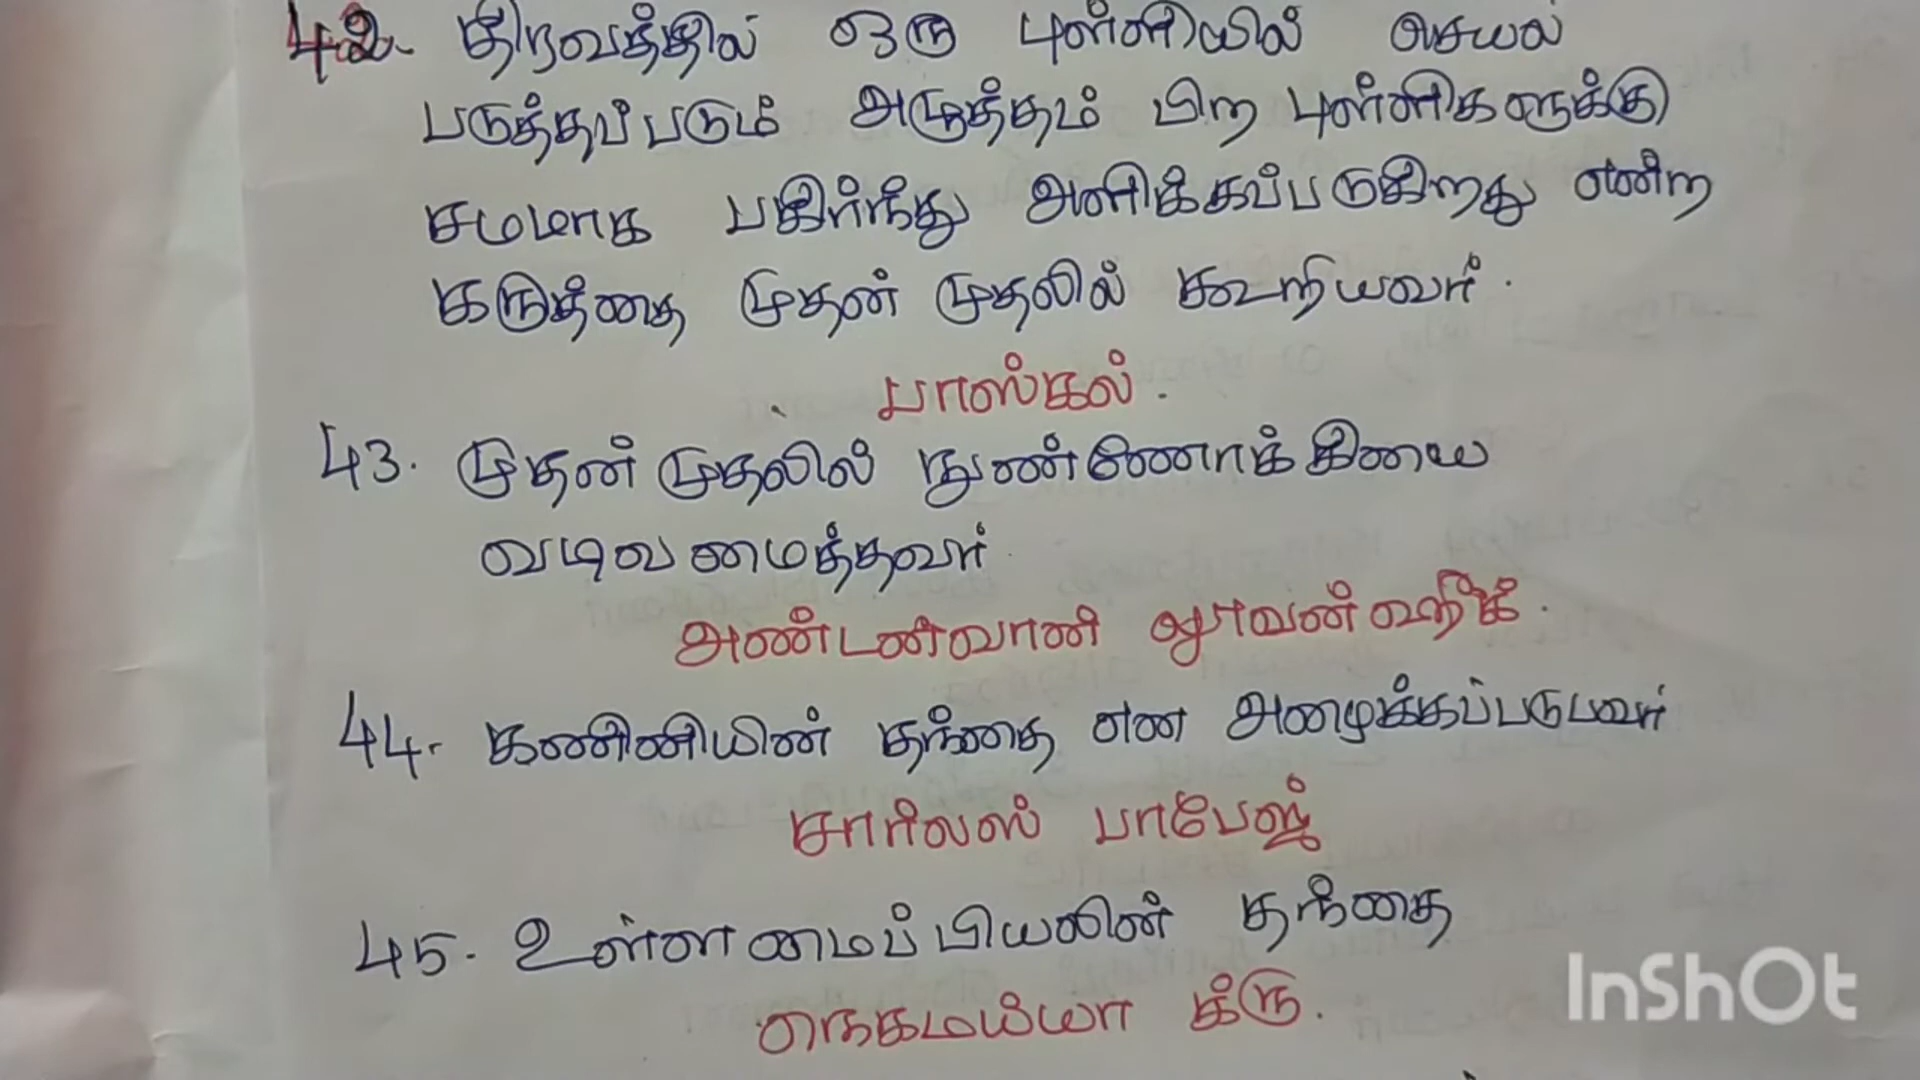 42. திரவத்தில் ஒரு புள்ளியில் செயல்
படுத்தப்படும் அழுத்தம் பிற புள்ளிகளுக்கு
சமமாக பகிர்ந்து அளிக்கப்படுகிறது என்ற
கருத்தை முதன் முதலில் கூறியவர்.
பாஸ்கல்.
43. முதன் முதலில் நுண்ணோக்கியை
வடிவமைத்தவர்
அண்டன்வான் லூவன்ஹீக்.
44. கணினியின் தந்தை என அழைக்கப்படுபவர்
சார்லஸ் பாபேஜ்
45. உள்ளமைப்பியலின் தந்தை
நெகமய்யா க்ரு.
InShOt